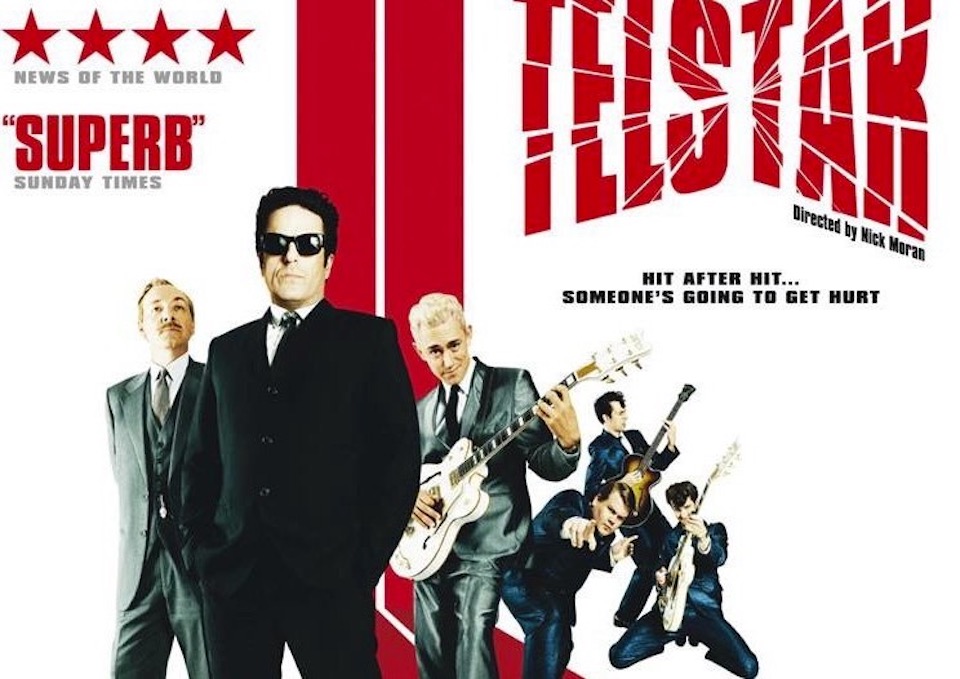 NEWS OF THE WORLD
"SUPERB"
SUNDAY TIMES
TELSTAR
Directed by Nick Moran
HIT AFTER HIT...
SOMEONE'S GOING TO GET HURT